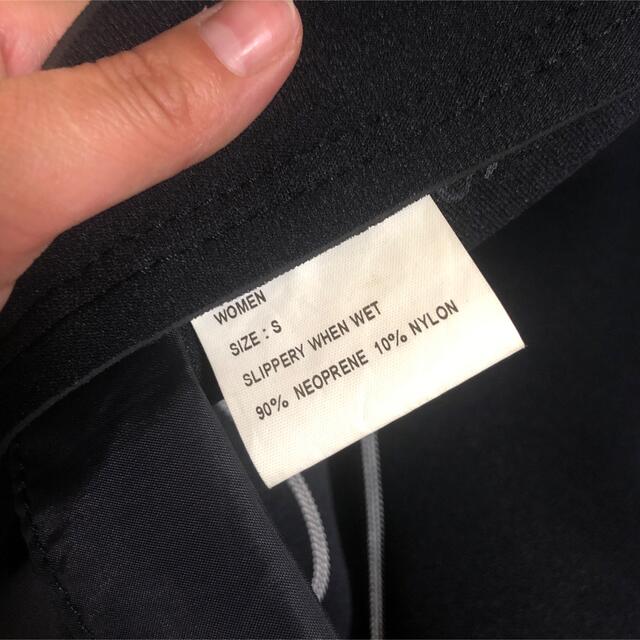 WOMEN
SIZE : S
SLIPPERY WHEN WET
90% NEOPRENE 10% NYLON